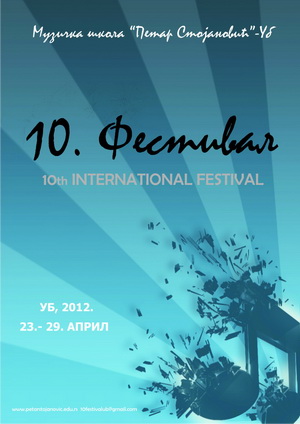 Музичка школа "Петар Стојановић"-Уб
10. Фестивал
10th INTERNATIONAL FESTIVAL
УБ, 2012.
23.- 29. АПРИЛ